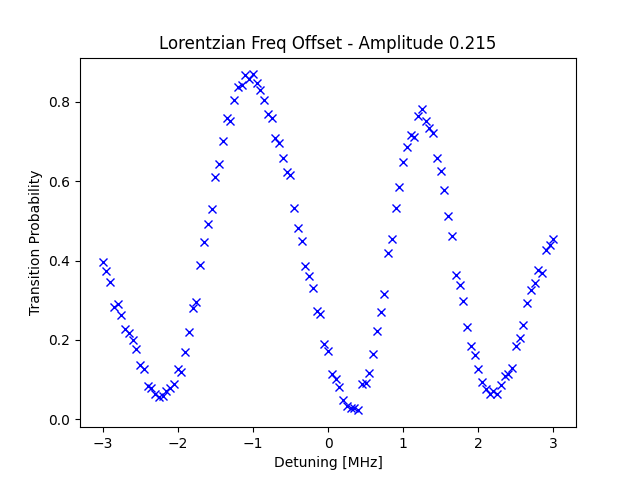 Lorentzian Freq Offset - Amplitude 0.215
Transition Probability
0.8
0.6
0.4
0.2
0.0
−3 −2 −1 0 1 2 3
Detuning [MHz]